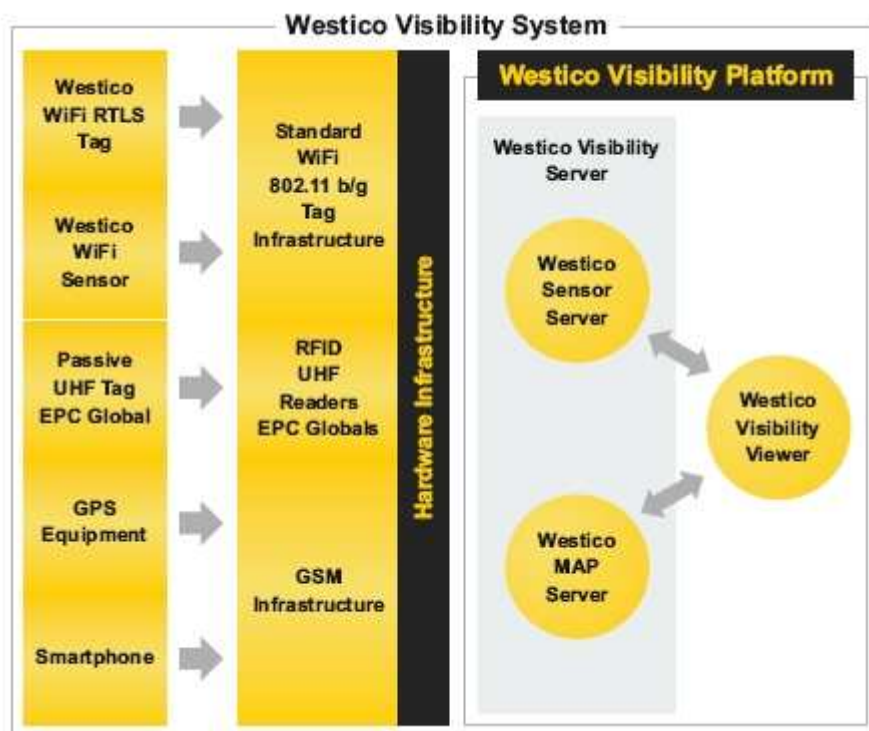 Westico Visibility System
Westico
WiFi RTLS
Tag
Westico
WiFi
Sensor
Passive
UHF Tag
EPC Global
GPS
Equipment
Smartphone
Standard
WiFi
802.11 b/g
Tag
Infrastructure
RFID
UHF
Readers
EPC Globals
GSM
Infrastructure
Hardware Infrastructure
Westico Visibility Platform
Westico Visibility
Server
Westico
Sensor
Server
Westico
Visibility
Viewer
Westico
MAP
Server